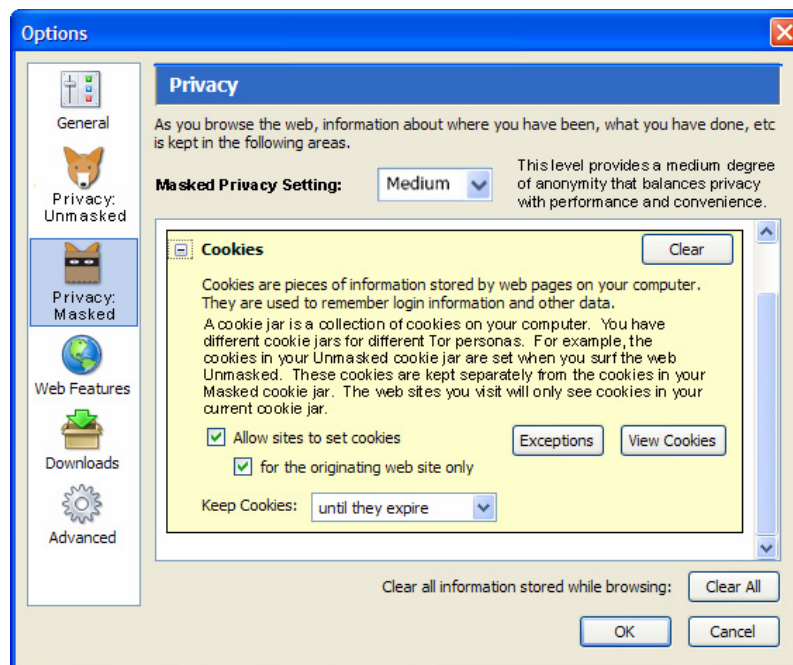 Options
General
Privacy:
Unmasked
Privacy:
Masked
Web Features
Downloads
Advanced
Privacy
As you browse the web, information about where you have been, what you have done, etc
is kept in the following areas.
Masked Privacy Setting:
Medium
This level provides a medium degree
of anonymity that balances privacy
with performance and convenience.
Cookies
Clear
Cookies are pieces of information stored by web pages on your computer.
They are used to remember login information and other data.
A cookie jar is a collection of cookies on your computer. You have
different cookie jars for different Tor personas. For example, the
cookies in your Unmasked cookie jar are set when you surf the web
Unmasked. These cookies are kept separately from the cookies in your
Masked cookie jar. The web sites you visit will only see cookies in your
current cookie jar.
Allow sites to set cookies
Exceptions
View Cookies
for the originating web site only
Keep Cookies:
until they expire
Clear all information stored while browsing:
Clear All
OK
Cancel